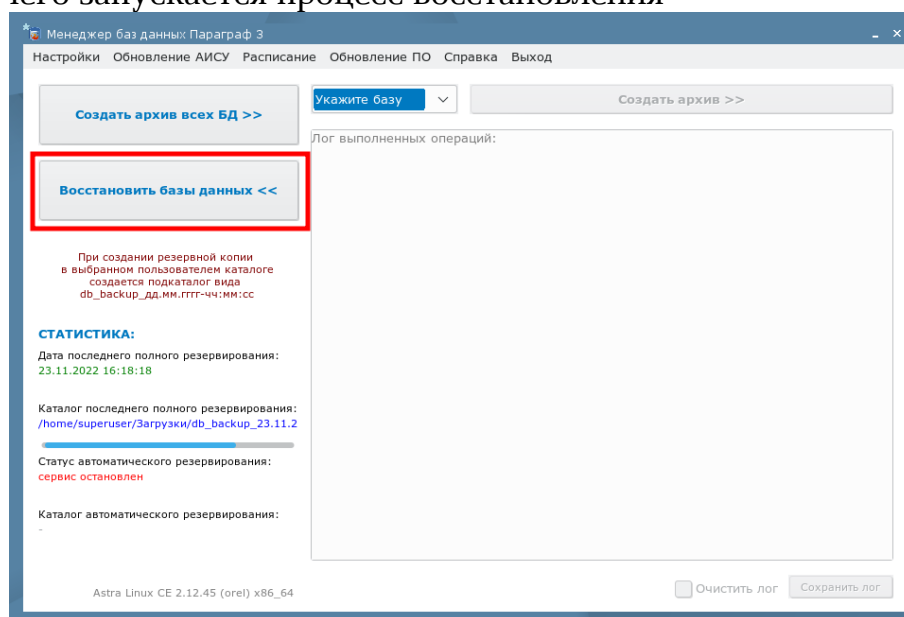 чего запускается процесс восстановления
* Менеджер баз данных Параграф 3
Настройки Обновление АИСУ Расписание Обновление ПО Справка Выход
Создать архив всех БД >>
Укажите базу
Создать архив >>
Лог выполненных операций:
Восстановить базы данных <<
При создании резервной копии
в выбранном пользователем каталоге
создается подкаталог вида
db_backup_дд.мм.гггг-чч:мм:сс
СТАТИСТИКА:
Дата последнего полного резервирования:
23.11.2022 16:18:18
Каталог последнего полного резервирования:
/home/superuser/Загрузки/db_backup_23.11.2
Статус автоматического резервирования:
сервис остановлен
Каталог автоматического резервирования:
-
Astra Linux CE 2.12.45 (orel) x86_64
Очистить лог
Сохранить лог